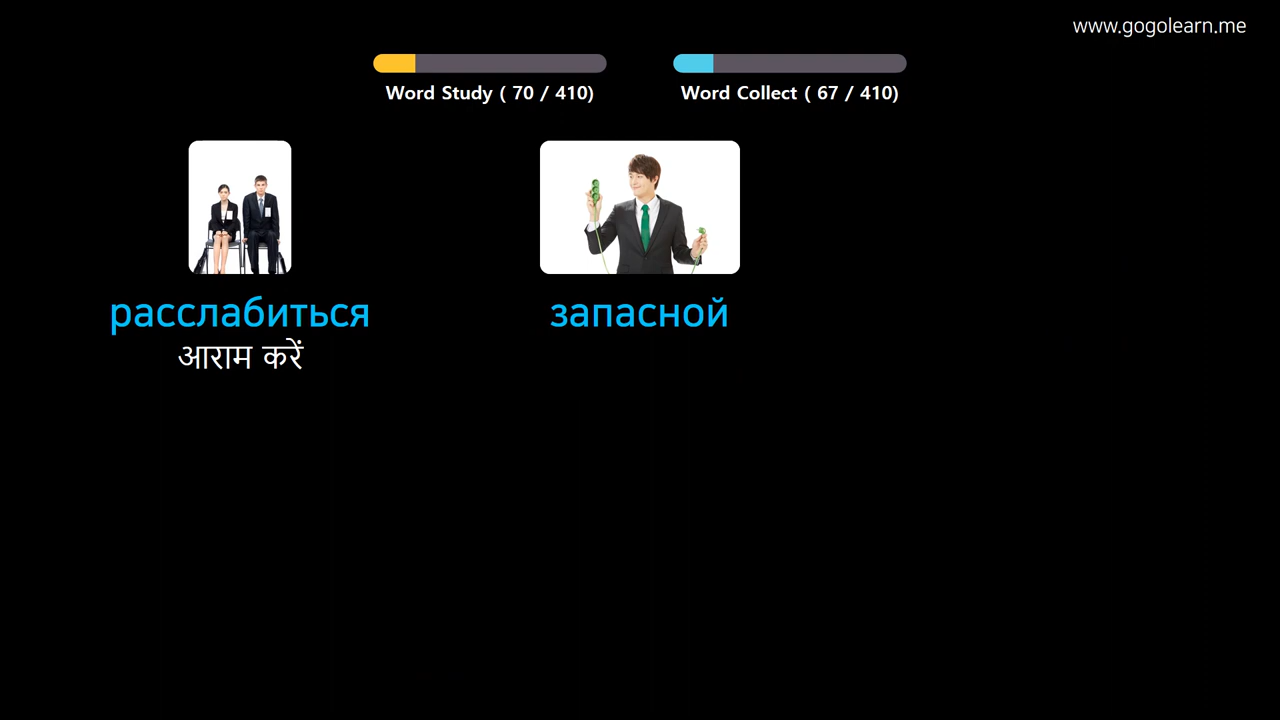 www.gogolearn.me
Word Study ( 70 / 410)
Word Collect ( 67 / 410)
расслабиться
आराम करें
запасной